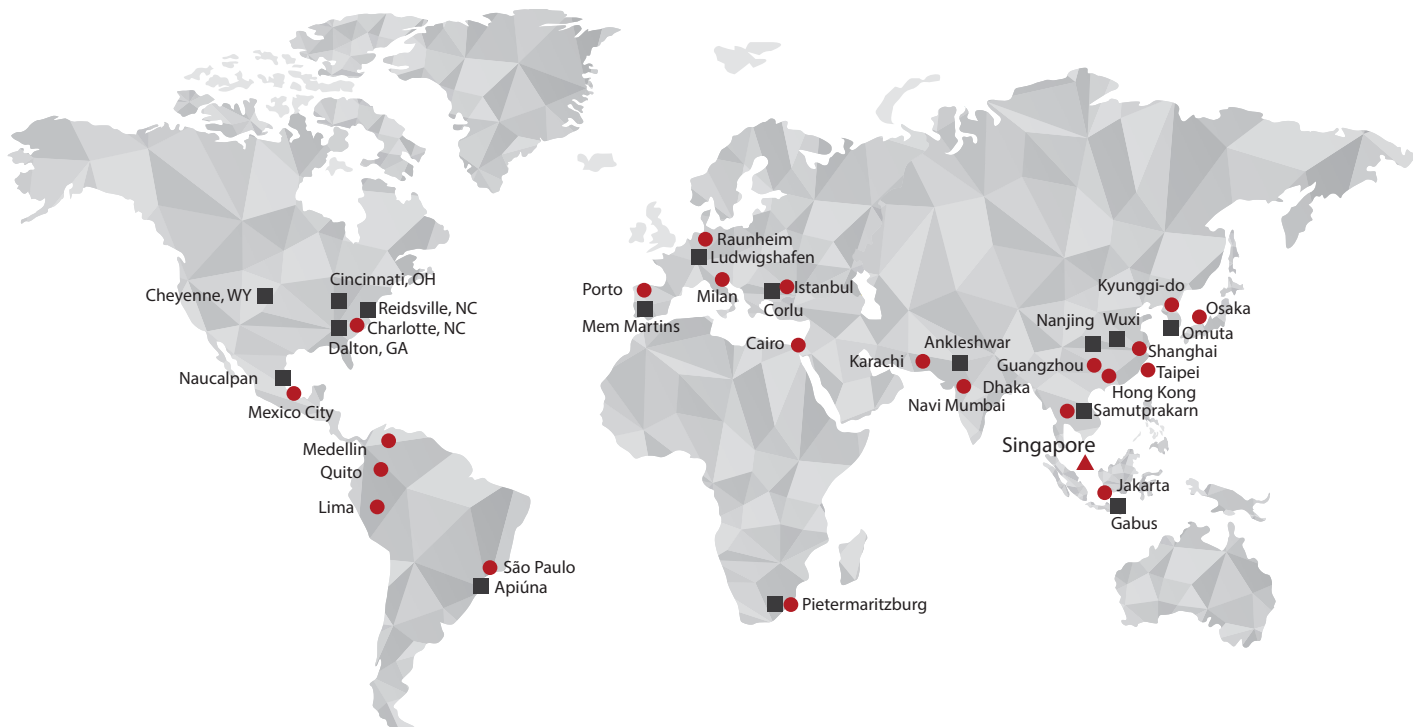 Cheyenne, WY
Cincinnati, OH
Reidsville, NC
Charlotte, NC
Dalton, GA
Naucalpan
Mexico City
Medellin
Quito
Lima
São Paulo
Apiúna
Raunheim
Ludwigshafen
Porto
Milan
Istanbul
Corlu
Mem Martins
Cairo
Pietermaritzburg
Karachi
Ankleshwar
Dhaka
Navi Mumbai
Kyunggi-do
Osaka
Nanjing
Wuxi
Omuta
Shanghai
Guangzhou
Taipei
Hong Kong
Samutprakarn
Singapore
Jakarta
Gabus